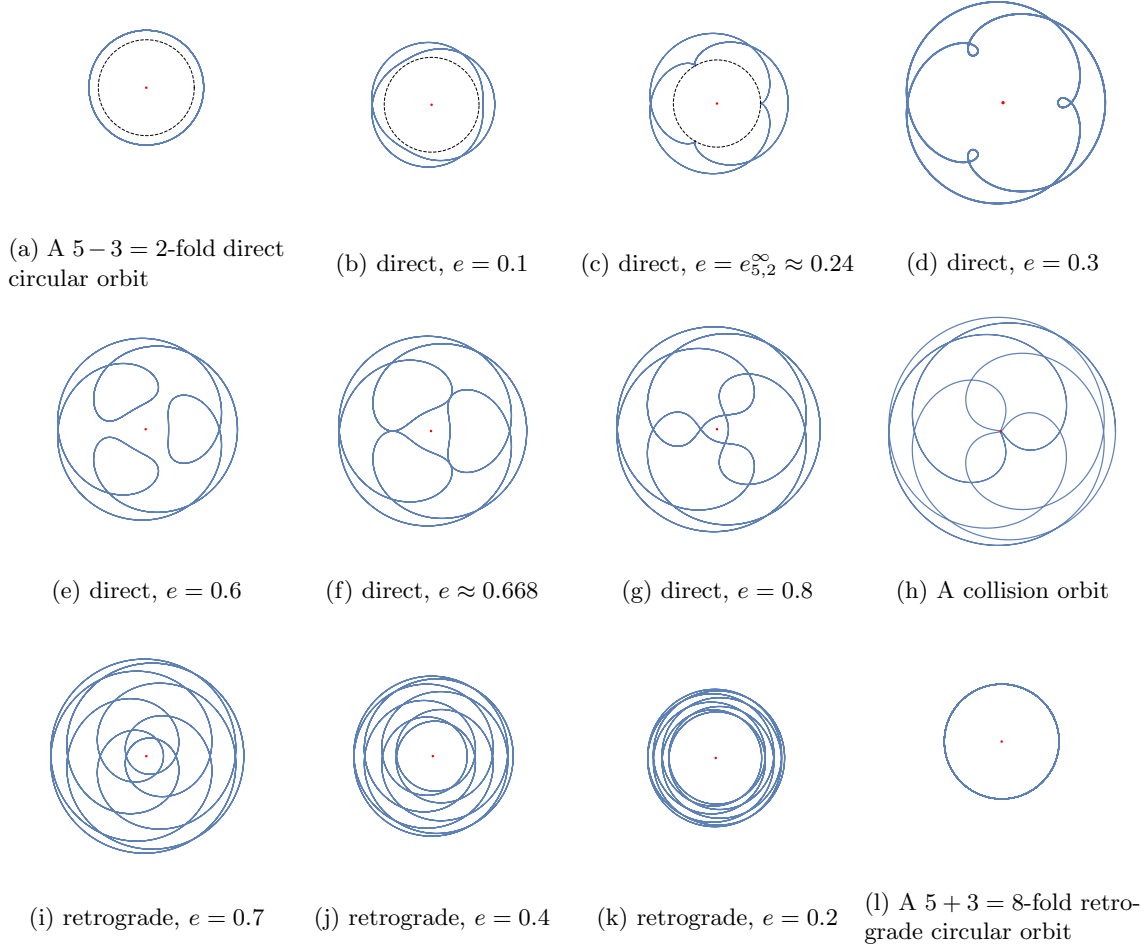 (a) A 5 − 3 = 2-fold direct
circular orbit
(b) direct, e = 0.1
(c) direct, e = e^∞_{5,2} ≈ 0.24
(d) direct, e = 0.3
(e) direct, e = 0.6
(f) direct, e ≈ 0.668
(g) direct, e = 0.8
(h) A collision orbit
(i) retrograde, e = 0.7
(j) retrograde, e = 0.4
(k) retrograde, e = 0.2
(l) A 5 + 3 = 8-fold retro-
grade circular orbit